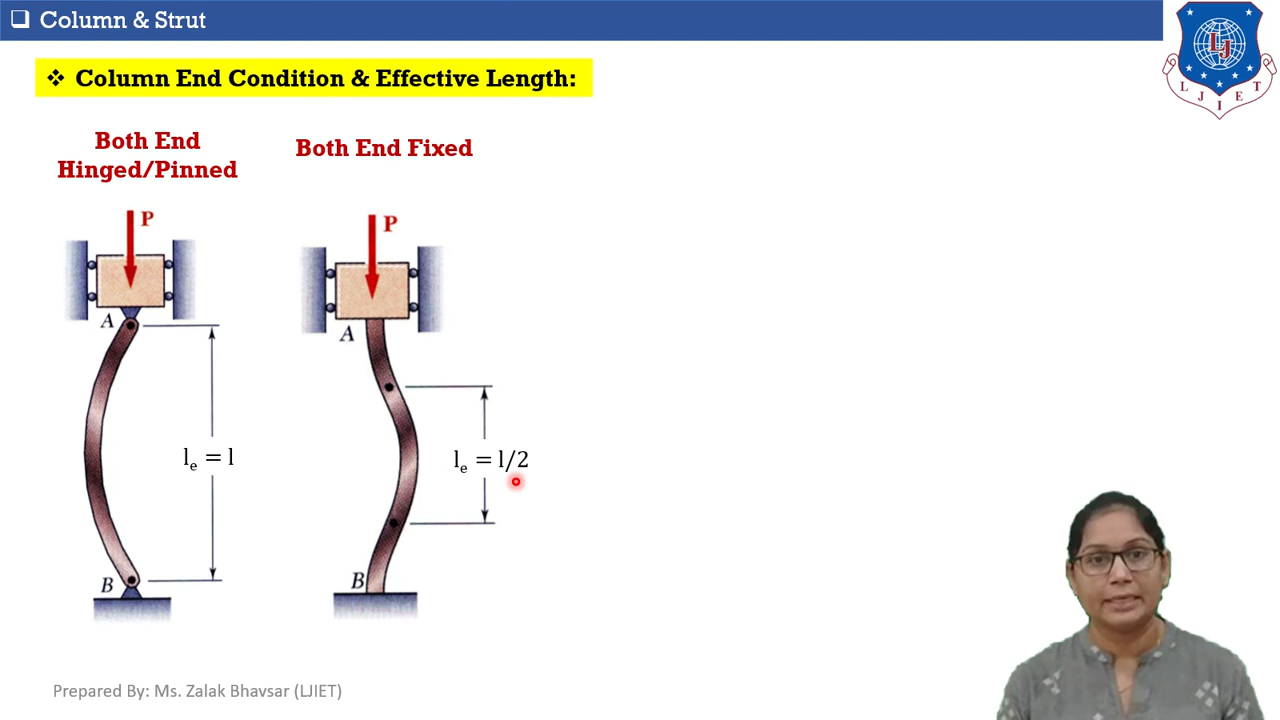 ❑ Column & Strut
❖ Column End Condition & Effective Length:
Both End
Hinged/Pinned
Both End Fixed
P
P
A
A
lₑ = l
lₑ = l/2
B
B
Prepared By: Ms. Zalak Bhavsar (LJIET)
LJ
L J I E T